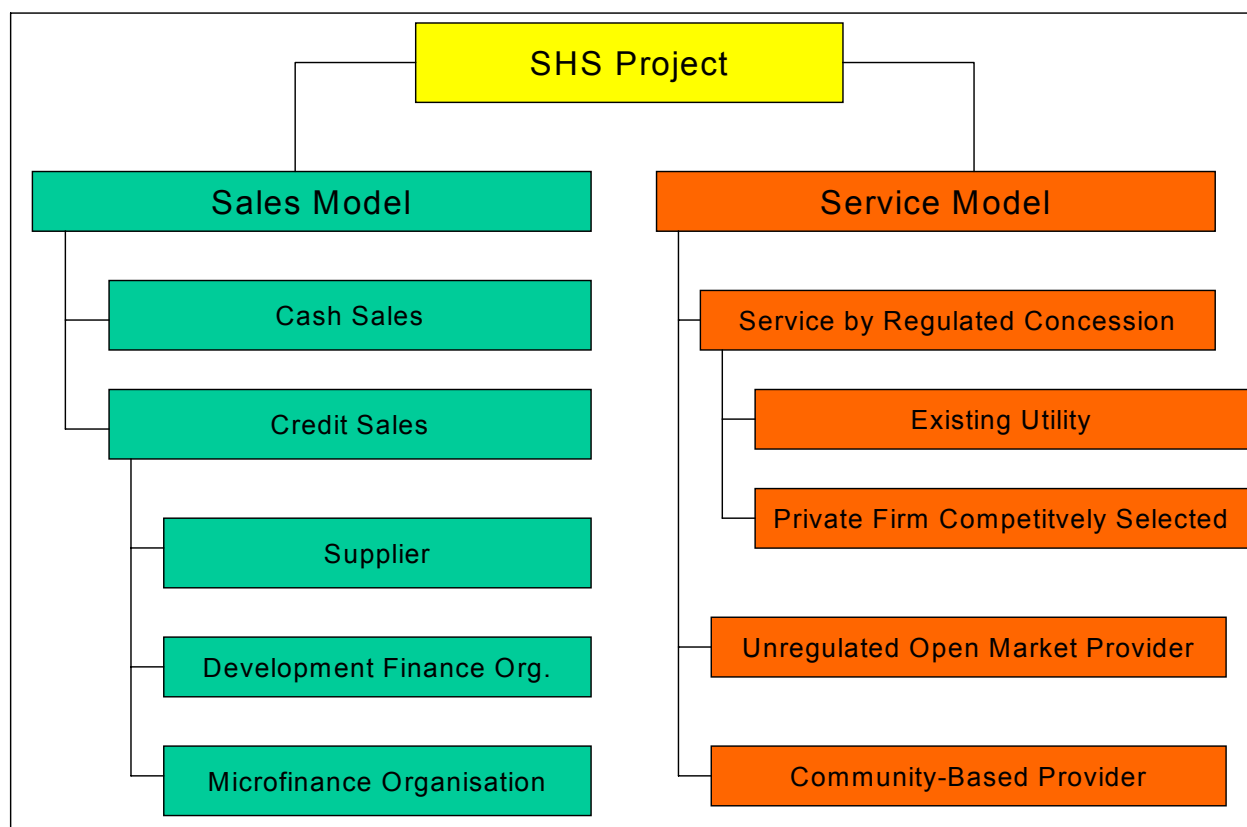 SHS Project
Sales Model
Cash Sales
Credit Sales
Supplier
Development Finance Org.
Microfinance Organisation
Service Model
Service by Regulated Concession
Existing Utility
Private Firm Competitvely Selected
Unregulated Open Market Provider
Community-Based Provider